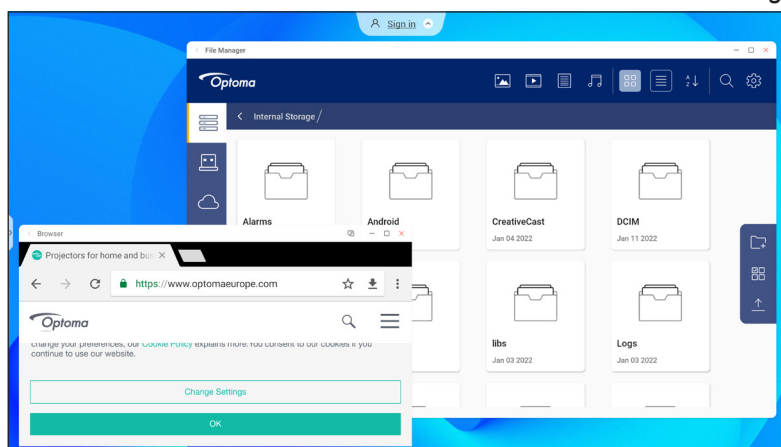 Sign in
File Manager
Optoma
Internal Storage /
Alarms
Android
CreativeCast
Jan 04 2022
DCIM
Jan 11 2022
libs
Jan 03 2022
Logs
Jan 03 2022
Browser
Projectors for home and bus
https://www.optomaeurope.com
Optoma
change your preferences, our Cookie Policy explains more. You consent to our cookies if you
continue to use our website.
Change Settings
OK